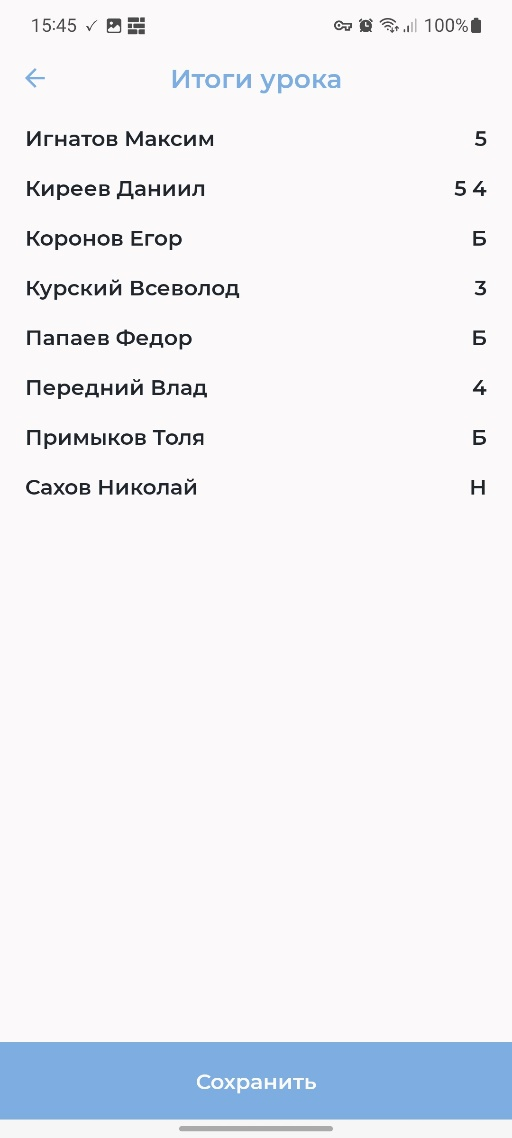 15:45 100%
Итоги урока
Игнатов Максим 5
Киреев Даниил 5 4
Коронов Егор Б
Курский Всеволод 3
Папаев Федор Б
Передний Влад 4
Примыков Толя Б
Сахов Николай Н
Сохранить